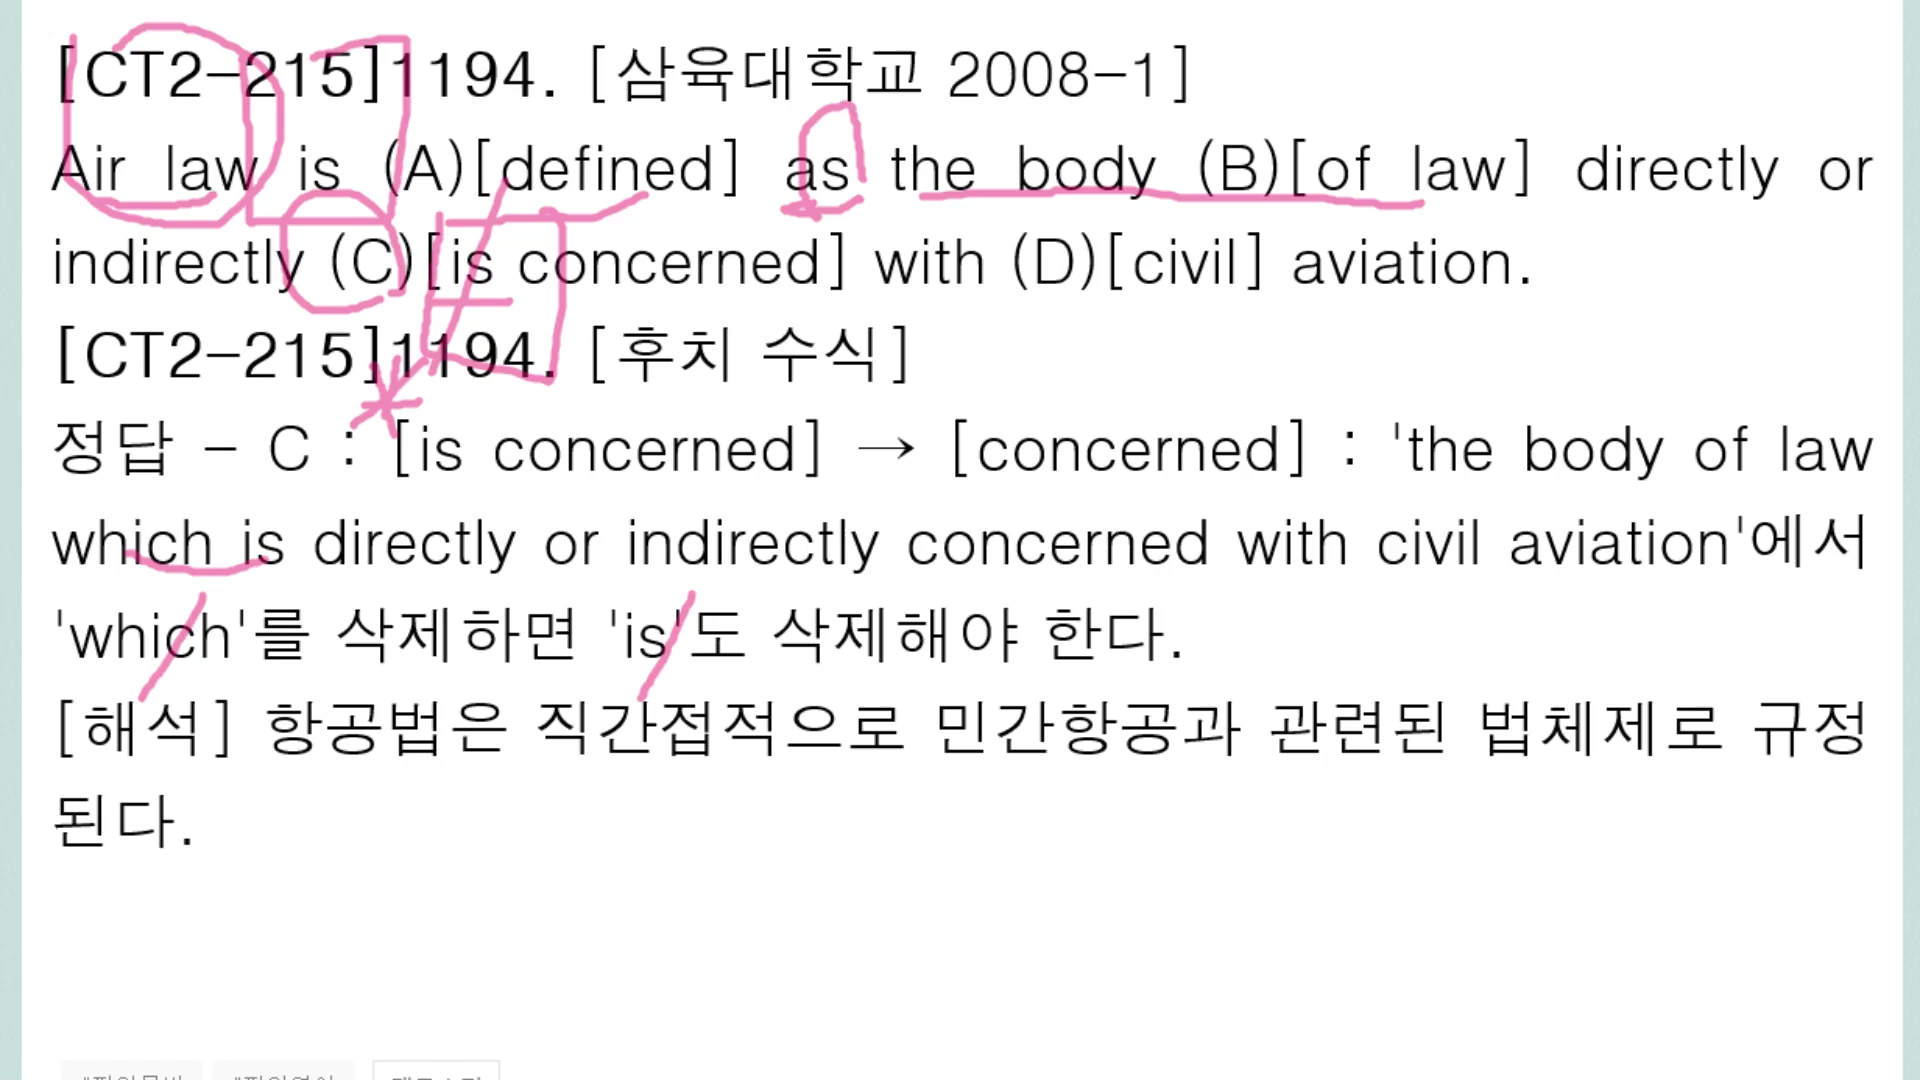 [CT2-215]1194. [삼육대학교 2008-1]
Air law is (A)[defined] as the body (B)[of law] directly or
indirectly (C)[is concerned] with (D)[civil] aviation.
[CT2-215]1194. [후치 수식]
정답 - C : [is concerned] → [concerned] : 'the body of law
which is directly or indirectly concerned with civil aviation'에서
'which'를 삭제하면 'is'도 삭제해야 한다.
[해석] 항공법은 직간접적으로 민간항공과 관련된 법체제로 규정
된다.